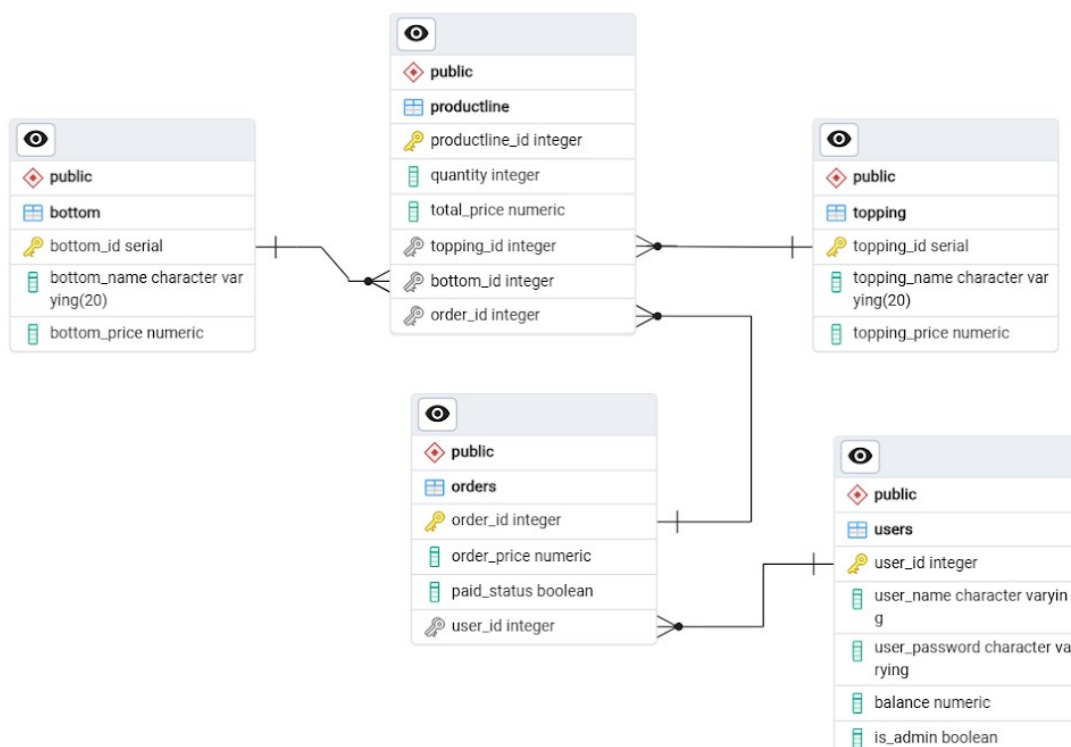 public
productline
productline_id integer
quantity integer
total_price numeric
topping_id integer
bottom_id integer
order_id integer
public
bottom
bottom_id serial
bottom_name character var
ying(20)
bottom_price numeric
public
topping
topping_id serial
topping_name character var
ying(20)
topping_price numeric
public
orders
order_id integer
order_price numeric
paid_status boolean
user_id integer
public
users
user_id integer
user_name character varyin
g
user_password character va
rying
balance numeric
is_admin boolean